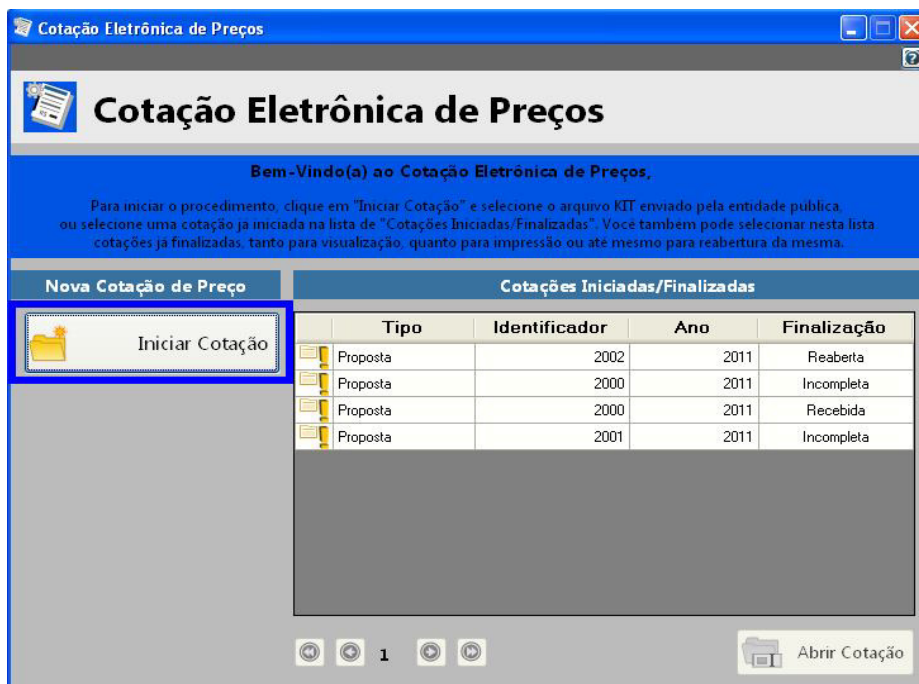 Cotação Eletrônica de Preços
Cotação Eletrônica de Preços
Bem-Vindo(a) ao Cotação Eletrônica de Preços,
Para iniciar o procedimento, clique em "Iniciar Cotação" e selecione o arquivo KIT enviado pela entidade pública,
ou selecione uma cotação ja iniciada na lista de "Cotações Iniciadas/Finalizadas". Você também pode selecionar nesta lista
cotações já finalizadas, tanto para visualização, quanto para impressão ou até mesmo para reabertura da mesma.
Nova Cotação de Preço
Cotações Iniciadas/Finalizadas
Iniciar Cotação
Tipo Identificador Ano Finalização
Proposta 2002 2011 Reaberta
Proposta 2000 2011 Incompleta
Proposta 2000 2011 Recebida
Proposta 2001 2011 Incompleta
1
Abrir Cotação